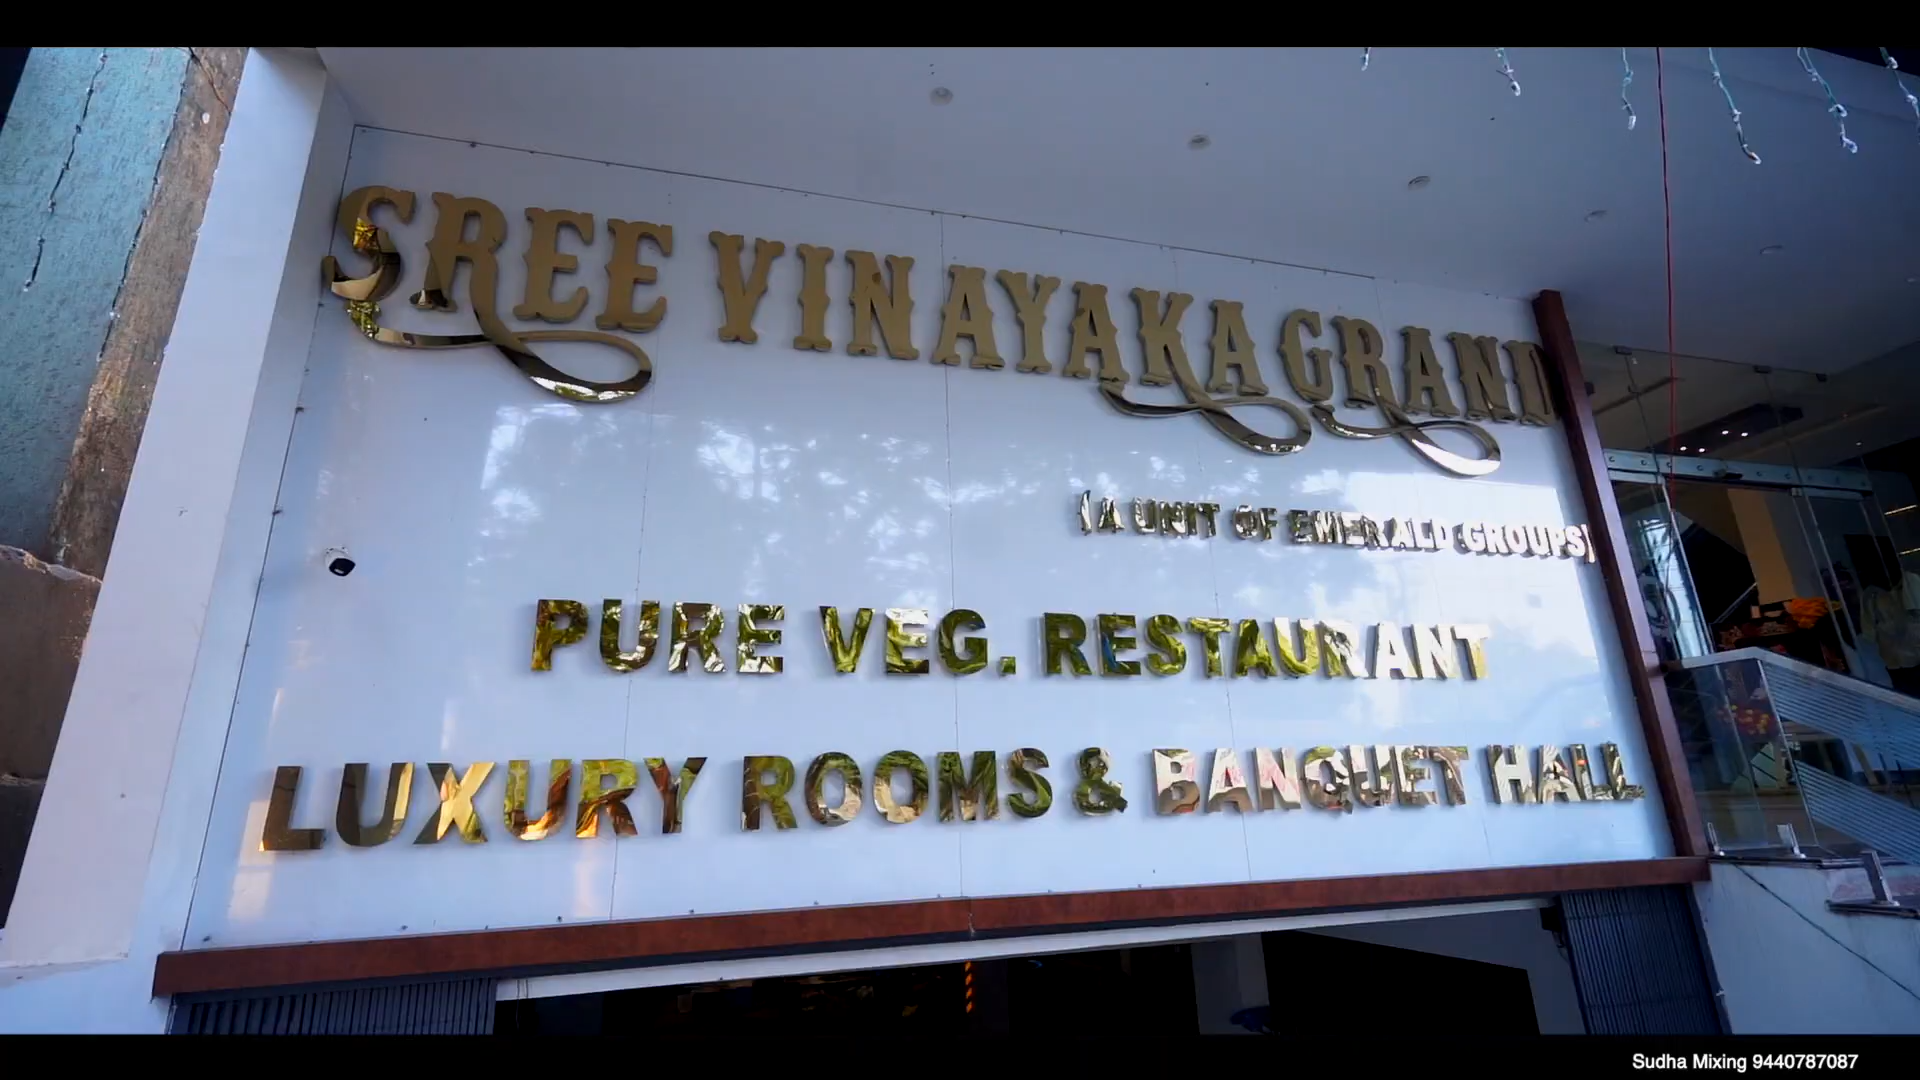 SREE VINAYAKA GRAND
(A UNIT OF EMERALD GROUPS)
PURE VEG. RESTAURANT
LUXURY ROOMS & BANQUET HALL
Sudha Mixing 9440787087